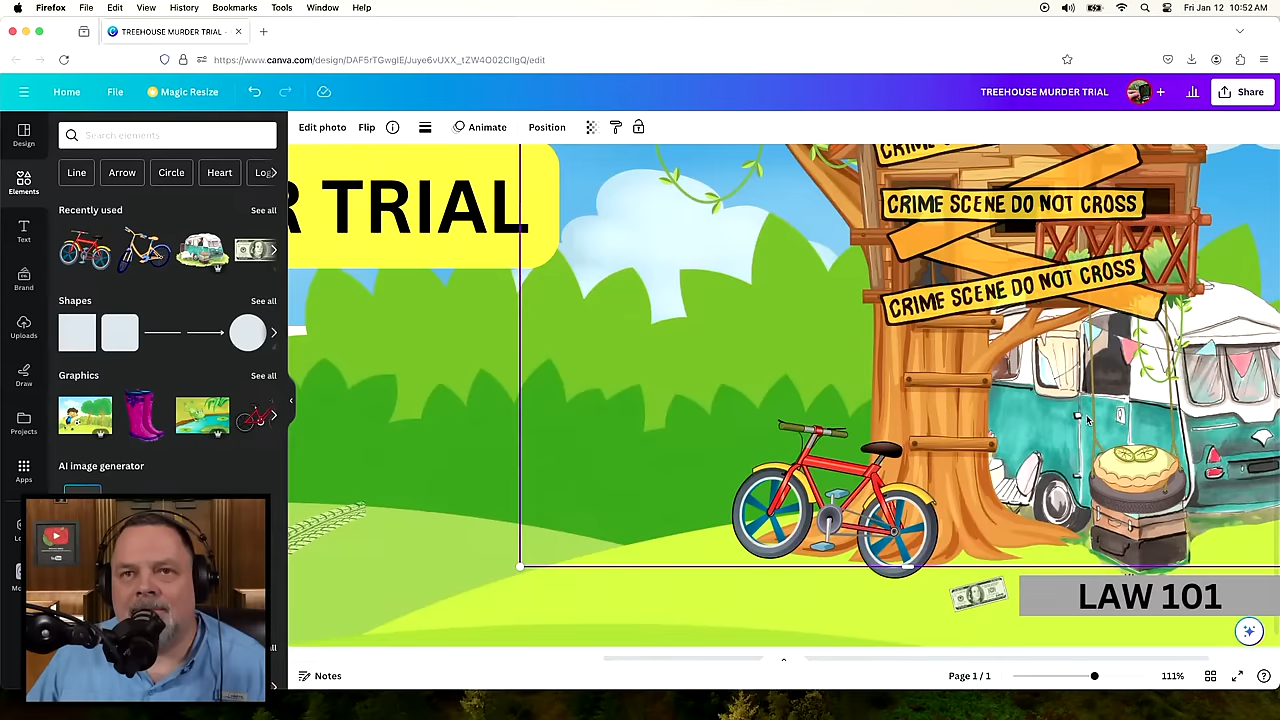 Firefox File Edit View History Bookmarks Tools Window Help
Fri Jan 12 10:52 AM
TREEHOUSE MURDER TRIAL
https://www.canva.com/design/DAF5rTGwgIE/Juye6vUXX_tZW4O02CIlgQ/edit
Home File Magic Resize
TREEHOUSE MURDER TRIAL
Share
Design
Search elements
Edit photo Flip Animate Position
Elements
Line Arrow Circle Heart
Text
Recently used See all
Brand
Shapes See all
Uploads
Draw
Graphics See all
Projects
Apps
AI image generator
R TRIAL
CRIME SCENE DO NOT CROSS
CRIME SCENE DO NOT CROSS
LAW 101
Notes
Page 1 / 1
111%